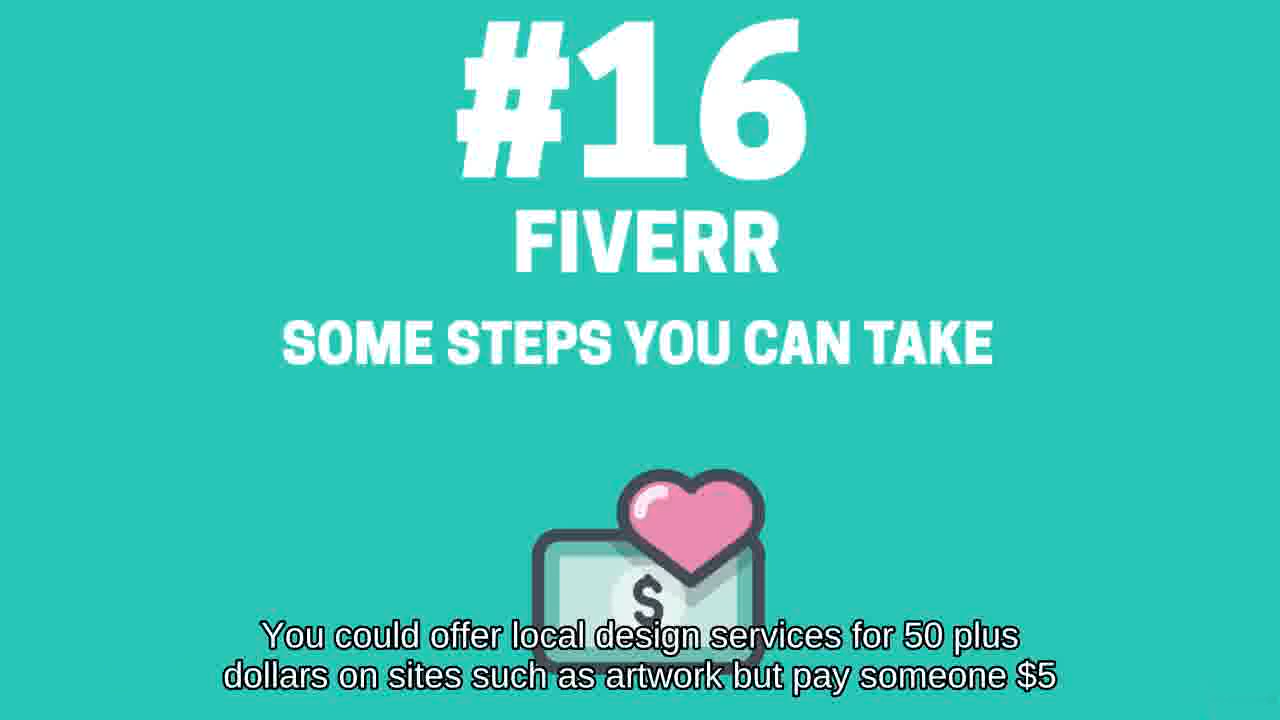 #16
FIVERR
SOME STEPS YOU CAN TAKE
$
You could offer local design services for 50 plus
dollars on sites such as artwork but pay someone $5